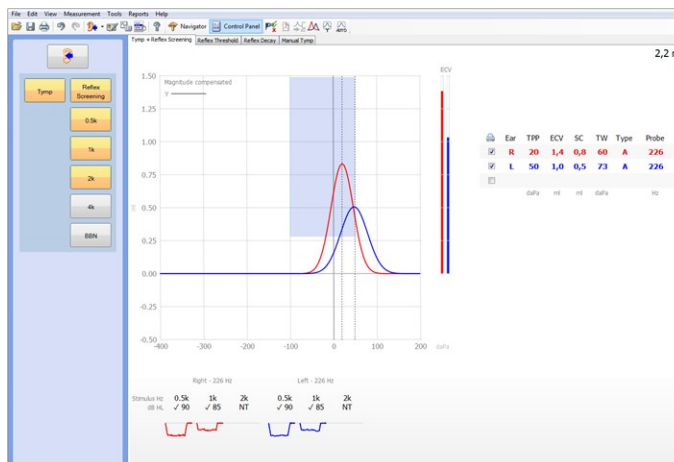 File Edit View Measurement Tools Reports Help
Navigator Control Panel AUTO
Tymp + Reflex Screening Reflex Threshold Reflex Decay Manual Tymp
2,2
Tymp
Reflex Screening
0.5k
1k
2k
4k
BBN
Magnitude compensated
Y
ECV
1.50
1.25
1.00
0.75
0.50
0.25
0.00
-0.25
-0.50
-400 -300 -200 -100 0 100 200 daPa
Ear TPP ECV SC TW Type Probe
R 20 1,4 0,8 60 A 226
L 50 1,0 0,5 73 A 226
daPa ml ml daPa Hz
Right - 226 Hz Left - 226 Hz
Stimulus Hz 0.5k 1k 2k 0.5k 1k 2k
dB HL ✓ 90 ✓ 85 NT ✓ 90 ✓ 85 NT